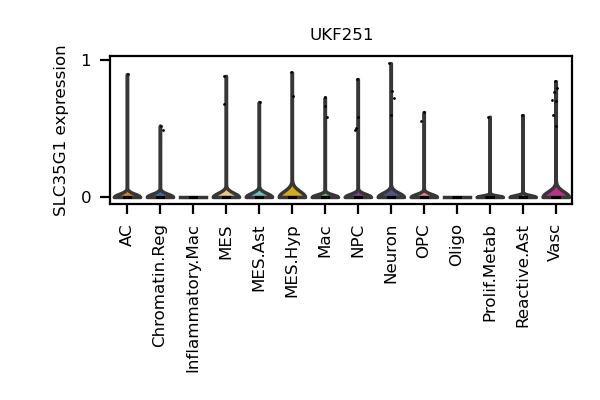 UKF251
SLC35G1 expression
1
0
AC
Chromatin.Reg
Inflammatory.Mac
MES
MES.Ast
MES.Hyp
Mac
NPC
Neuron
OPC
Oligo
Prolif.Metab
Reactive.Ast
Vasc